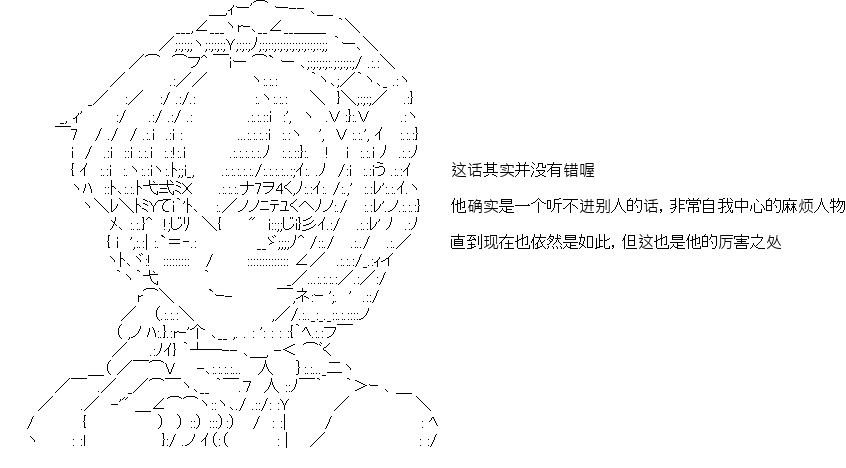 这话其实并没有错喔
他确实是一个听不进别人的话，非常自我中心的麻烦人物
直到现在也依然是如此，但这也是他的厉害之处